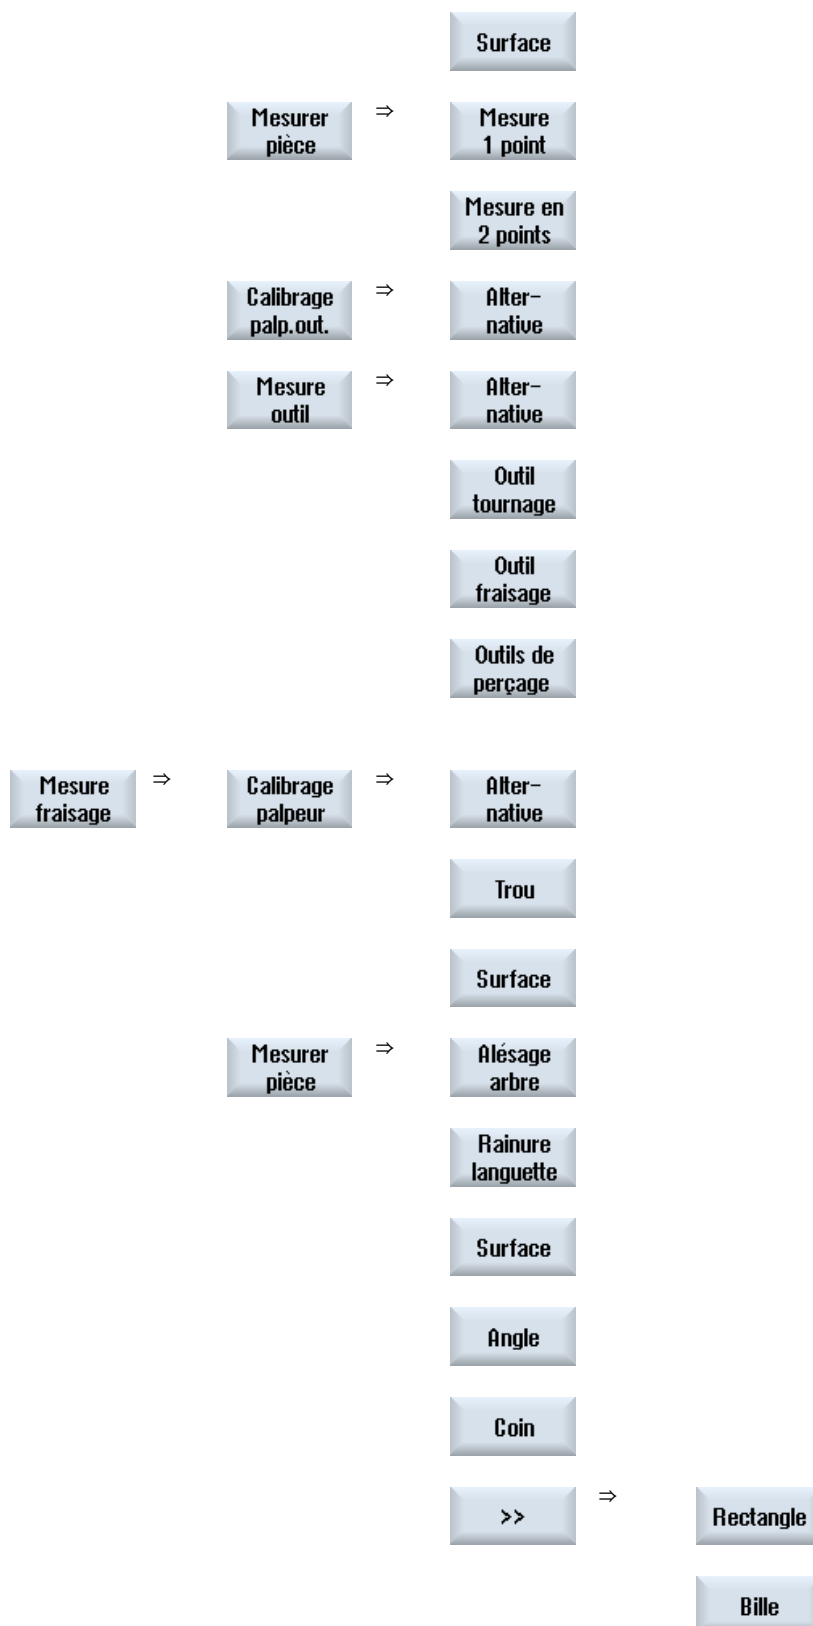 Surface
Mesurer
pièce
⇒
Mesure
1 point
Mesure en
2 points
Calibrage
palp.out.
⇒
Alter-
native
Mesure
outil
⇒
Alter-
native
Outil
tournage
Outil
fraisage
Outils de
perçage
Mesure
fraisage
⇒
Calibrage
palpeur
⇒
Alter-
native
Trou
Surface
Mesurer
pièce
⇒
Alésage
arbre
Rainure
languette
Surface
Angle
Coin
>>
⇒
Rectangle
Bille